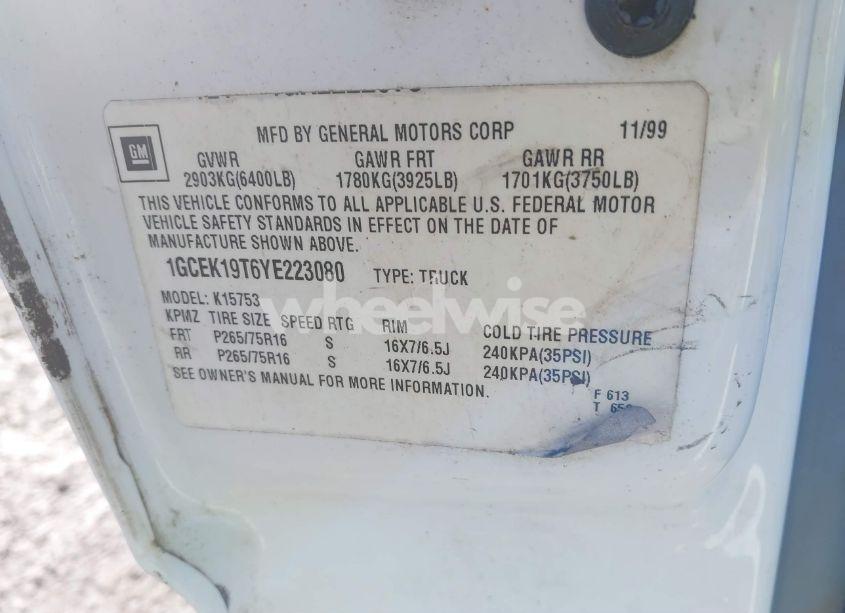 MFD BY GENERAL MOTORS CORP 11/99
GM
GVWR GAWR FRT GAWR RR
2903KG(6400LB) 1780KG(3925LB) 1701KG(3750LB)
THIS VEHICLE CONFORMS TO ALL APPLICABLE U.S. FEDERAL MOTOR
VEHICLE SAFETY STANDARDS IN EFFECT ON THE DATE OF
MANUFACTURE SHOWN ABOVE.
1GCEK19T6YE223080 TYPE: TRUCK
MODEL: K15753
wheelwise
KPMZ TIRE SIZE SPEED RTG RIM COLD TIRE PRESSURE
FRT P265/75R16 S 16X7/6.5J 240KPA(35PSI)
RR P265/75R16 S 16X7/6.5J 240KPA(35PSI)
SEE OWNER'S MANUAL FOR MORE INFORMATION.
F 613
T